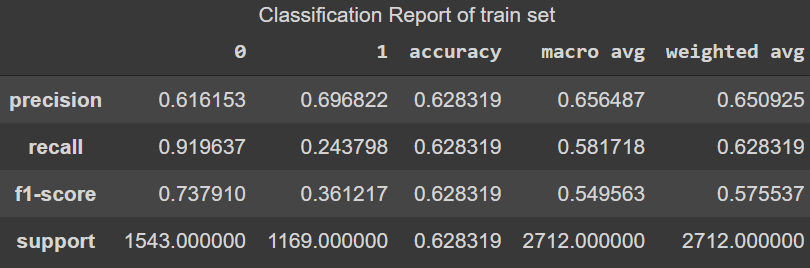 Classification Report of train set
0 1 accuracy macro avg weighted avg
precision 0.616153 0.696822 0.628319 0.656487 0.650925
recall 0.919637 0.243798 0.628319 0.581718 0.628319
f1-score 0.737910 0.361217 0.628319 0.549563 0.575537
support 1543.000000 1169.000000 0.628319 2712.000000 2712.000000